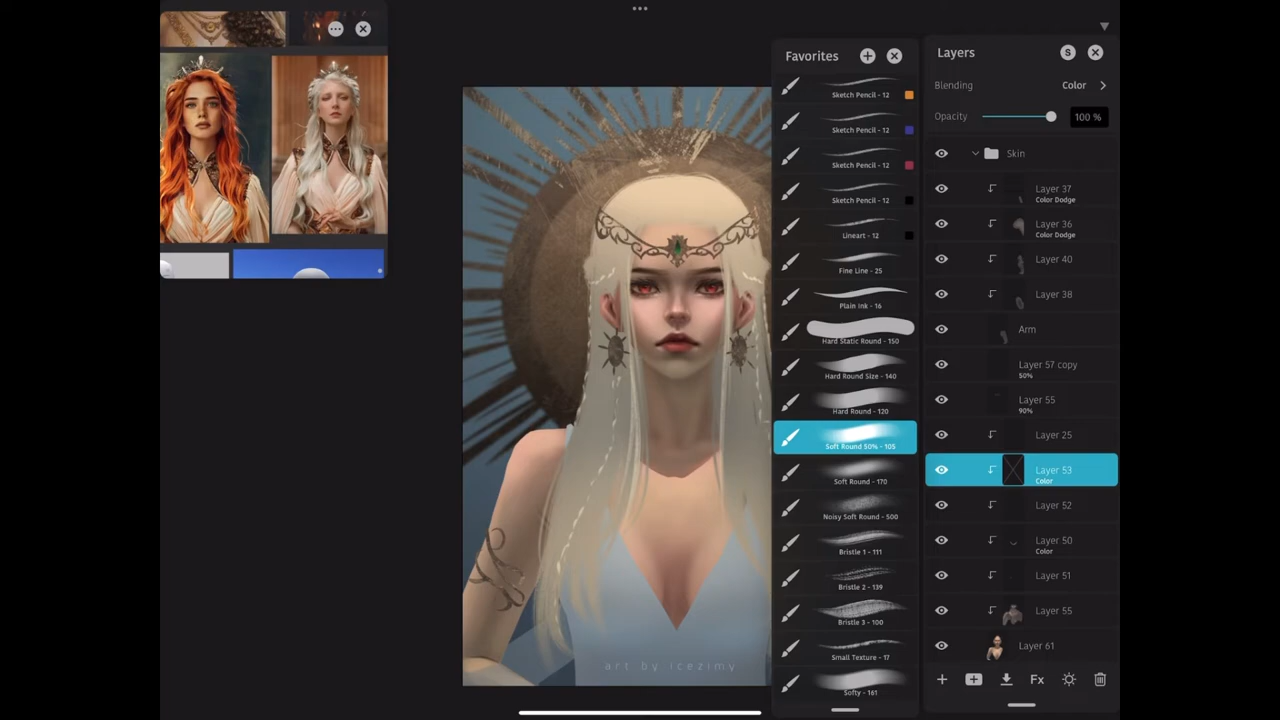 Favorites
Sketch Pencil - 12
Sketch Pencil - 12
Sketch Pencil - 12
Sketch Pencil - 12
Lineart - 12
Fine Line - 25
Plain Ink - 16
Hard Static Round - 150
Hard Round Size - 140
Hard Round - 120
Soft Round 50% - 105
Soft Round - 170
Noisy Soft Round - 500
Bristle 1 - 111
Bristle 2 - 139
Bristle 3 - 100
Small Texture - 17
Softy - 161
Layers
S
Blending
Color
Opacity
100 %
Skin
Layer 37
Color Dodge
Layer 36
Color Dodge
Layer 40
Layer 38
Arm
Layer 57 copy
50%
Layer 55
90%
Layer 25
Layer 53
Color
Layer 52
Layer 50
Color
Layer 51
Layer 55
Layer 61
Fx
art by icezimy